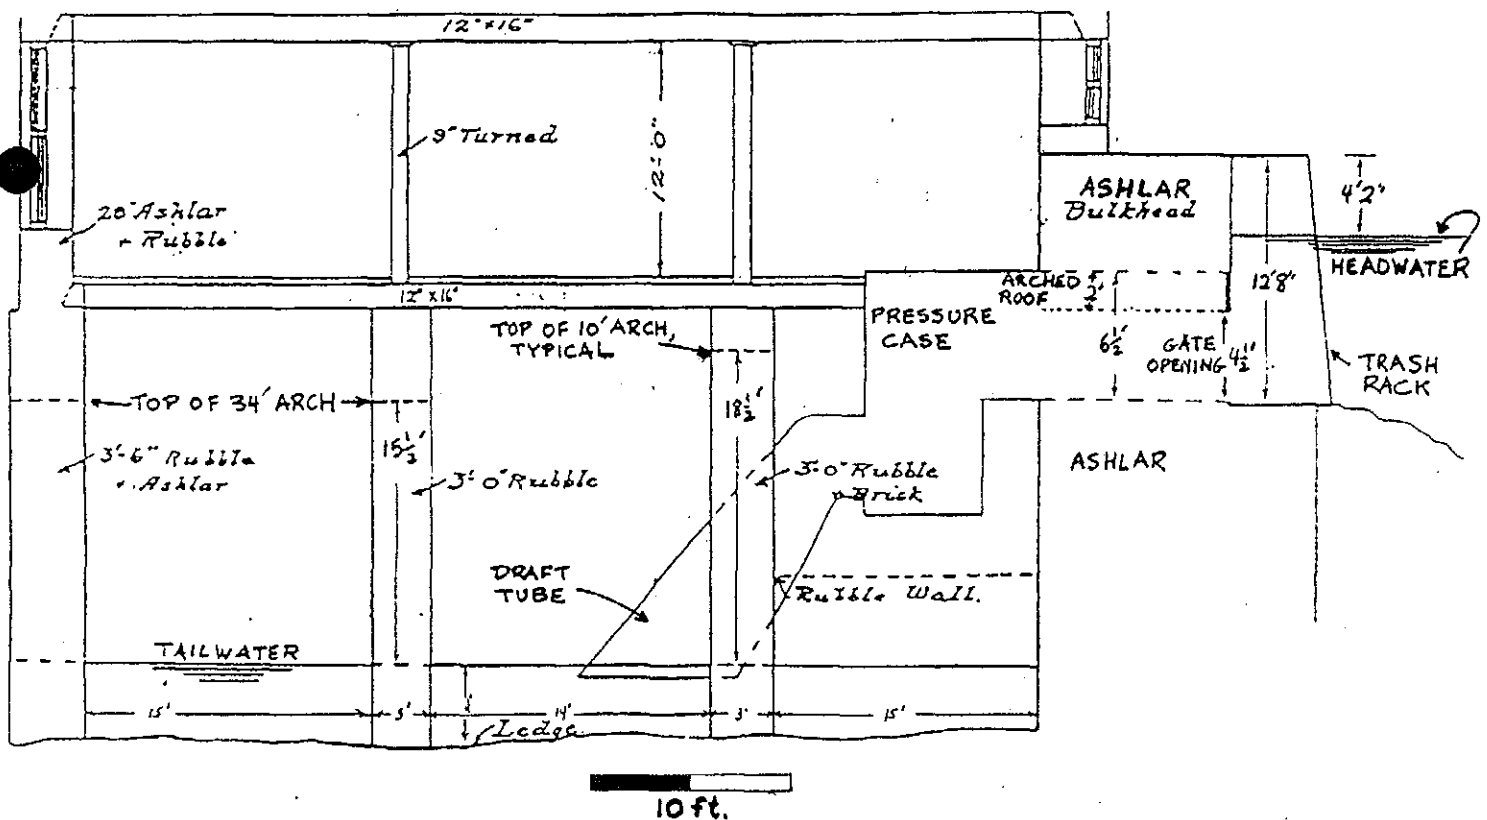 12"×16"
9" Turned
12'-0"
20" Ashlar
+ Rubble
ASHLAR
Bulkhead
4'2"
HEADWATER
12'8"
ARCHED
ROOF
6½'
GATE
OPENING 4½'
TRASH
RACK
12" x 16"
PRESSURE
CASE
TOP OF 10' ARCH,
TYPICAL
TOP OF 34' ARCH
18½'
15½'
3'-6" Rubble
+ Ashlar
3'-0" Rubble
3'-0" Rubble
Brick
ASHLAR
DRAFT
TUBE
Rubble Wall.
TAILWATER
15'
3'
14'
3'
15'
Ledge
10 ft.